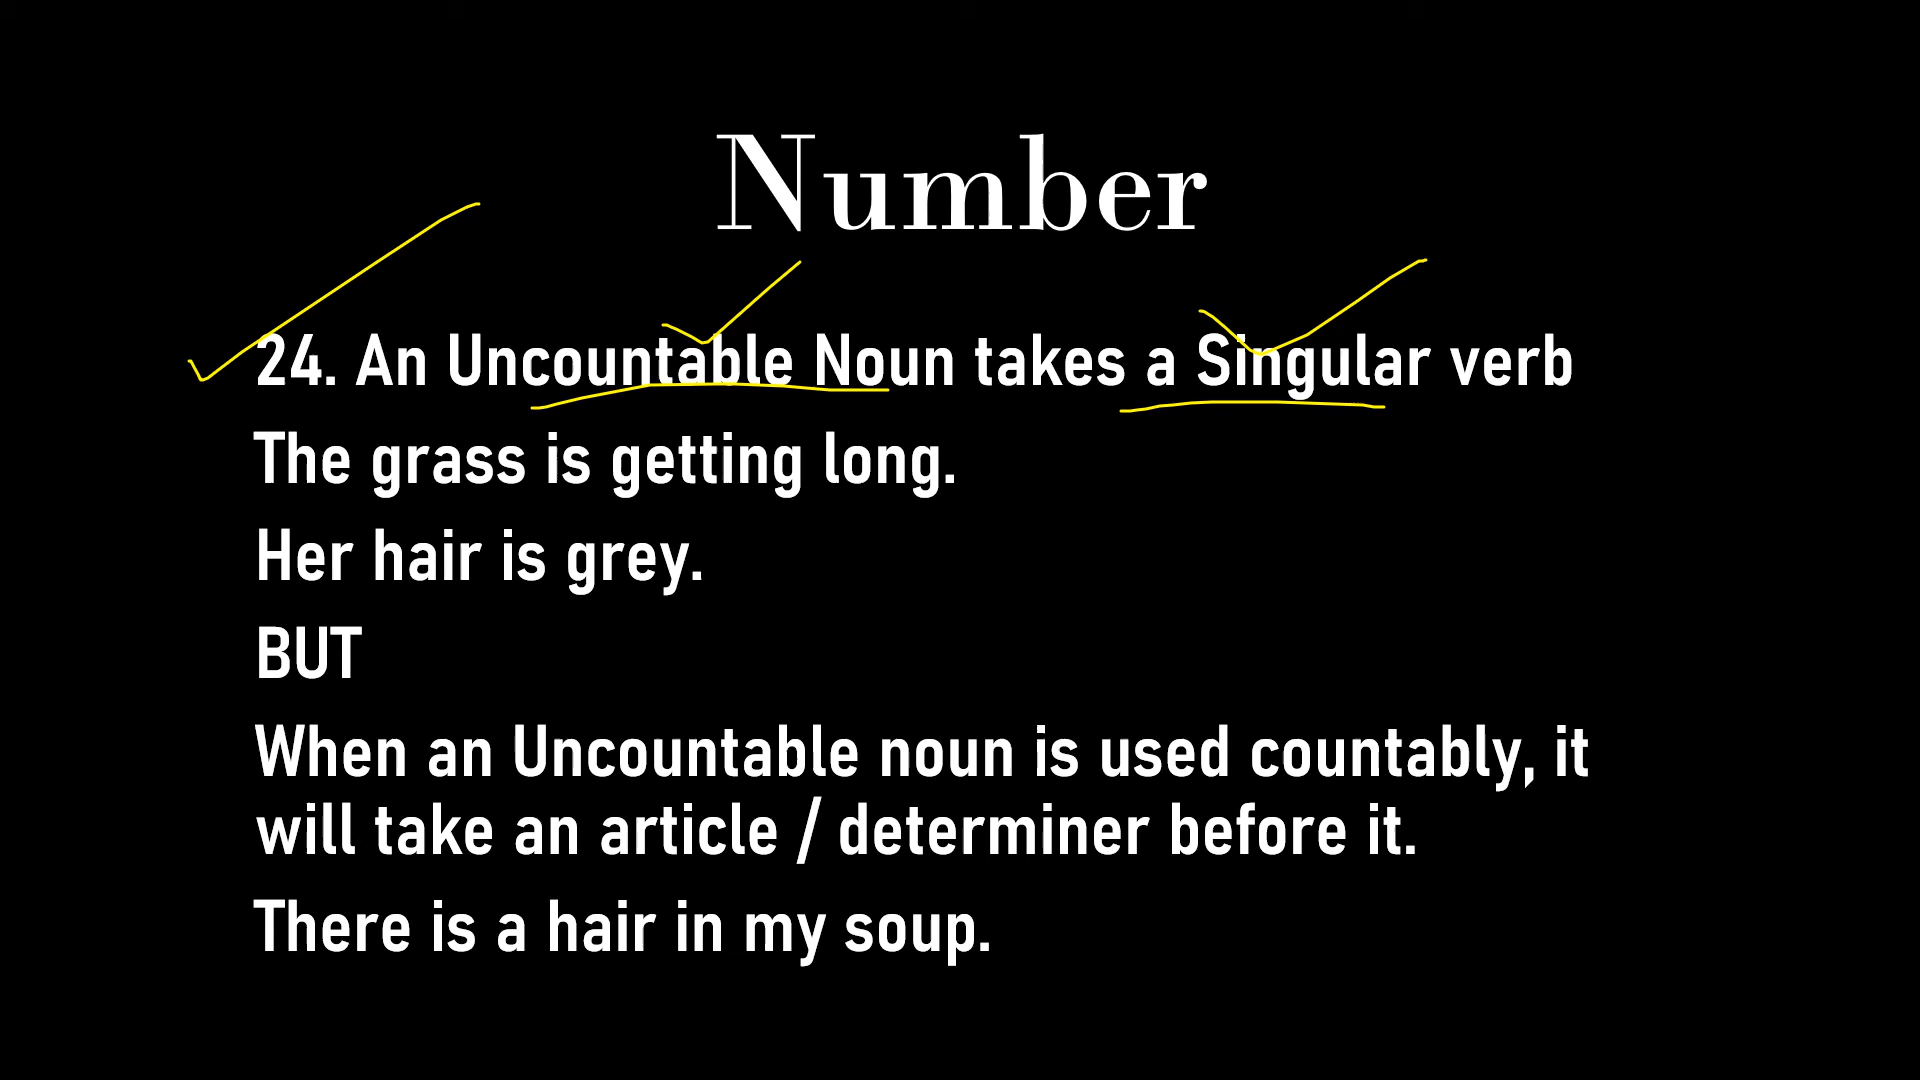 Number
24. An Uncountable Noun takes a Singular verb
The grass is getting long.
Her hair is grey.
BUT
When an Uncountable noun is used countably, it
will take an article / determiner before it.
There is a hair in my soup.